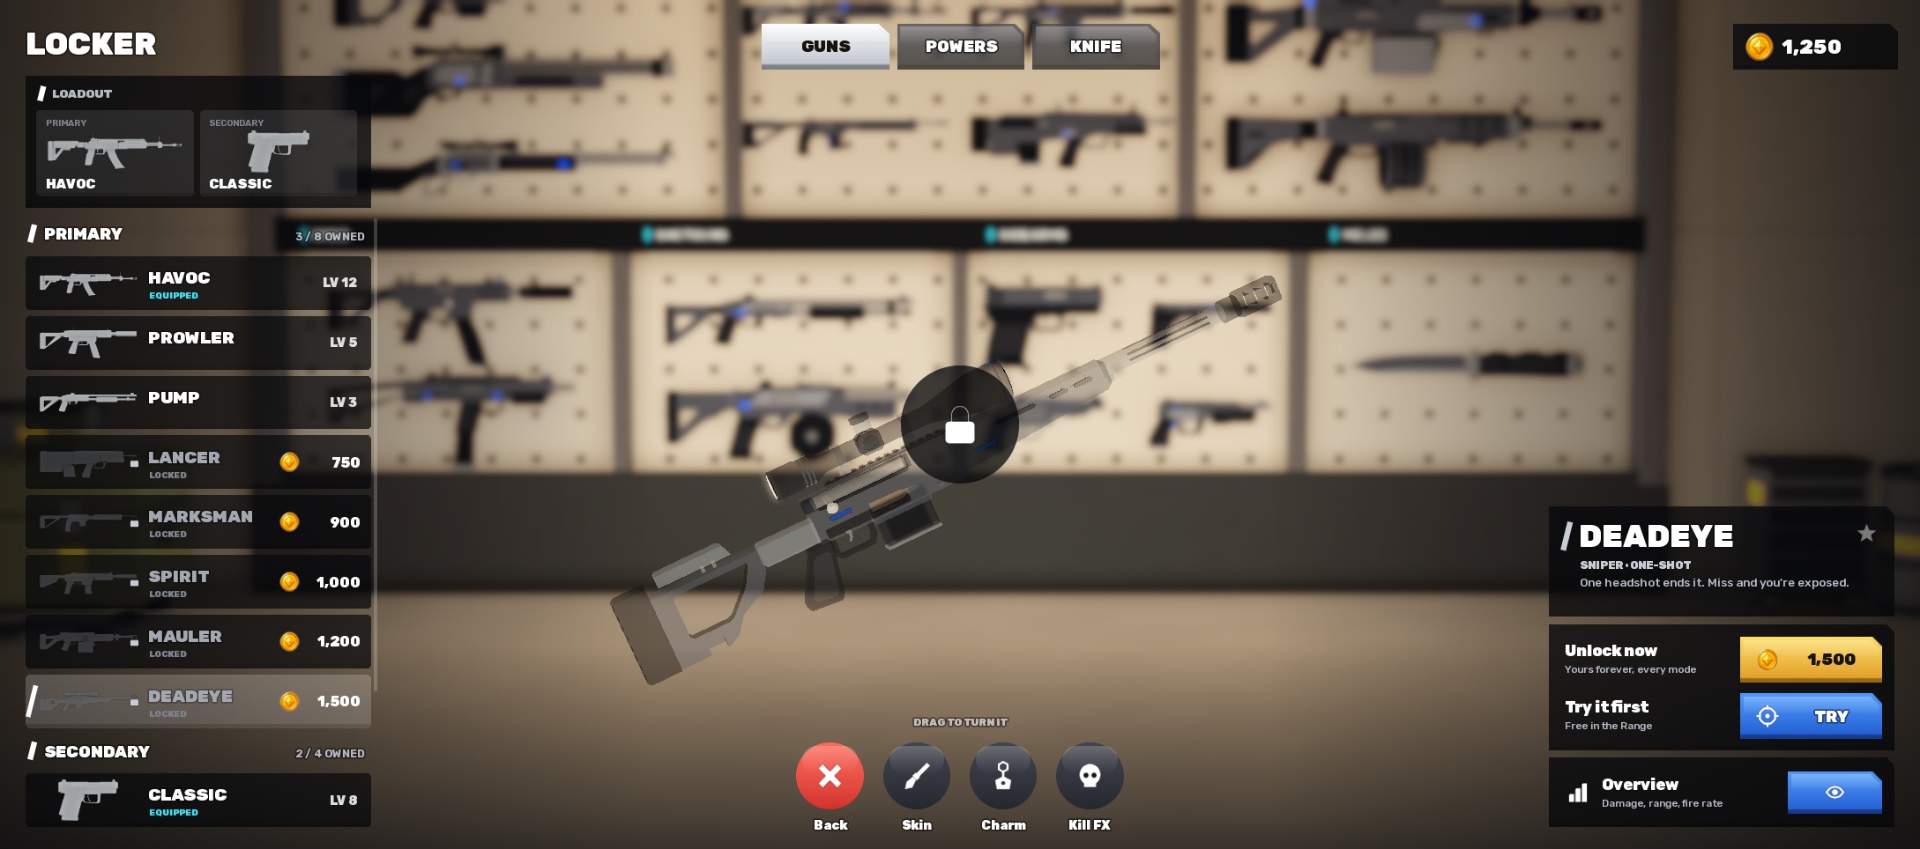 LOCKER
GUNS
POWERS
KNIFE
1,250
LOADOUT
PRIMARY
HAVOC
SECONDARY
CLASSIC
PRIMARY
3 / 8 OWNED
HAVOC
EQUIPPED
LV 12
PROWLER
LV 5
PUMP
LV 3
LANCER
LOCKED
750
MARKSMAN
LOCKED
900
SPIRIT
LOCKED
1,000
MAULER
LOCKED
1,200
DEADEYE
LOCKED
1,500
SECONDARY
2 / 4 OWNED
CLASSIC
EQUIPPED
LV 8
DRAG TO TURN IT
Back
Skin
Charm
Kill FX
DEADEYE
SNIPER · ONE-SHOT
One headshot ends it. Miss and you're exposed.
Unlock now
Yours forever, every mode
1,500
Try it first
Free in the Range
TRY
Overview
Damage, range, fire rate